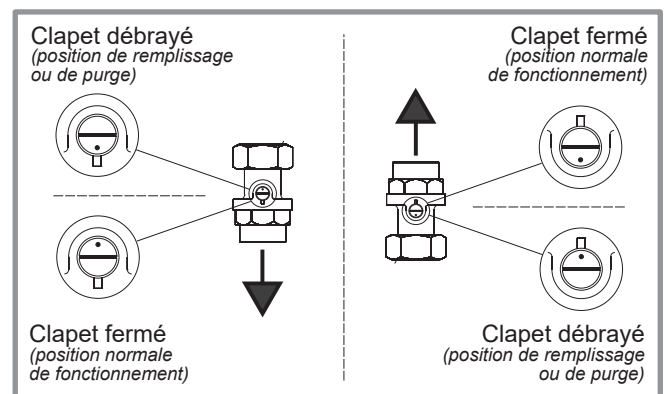 Clapet débrayé
(position de remplissage
ou de purge)
Clapet fermé
(position normale
de fonctionnement)
Clapet fermé
(position normale
de fonctionnement)
Clapet débrayé
(position de remplissage
ou de purge)